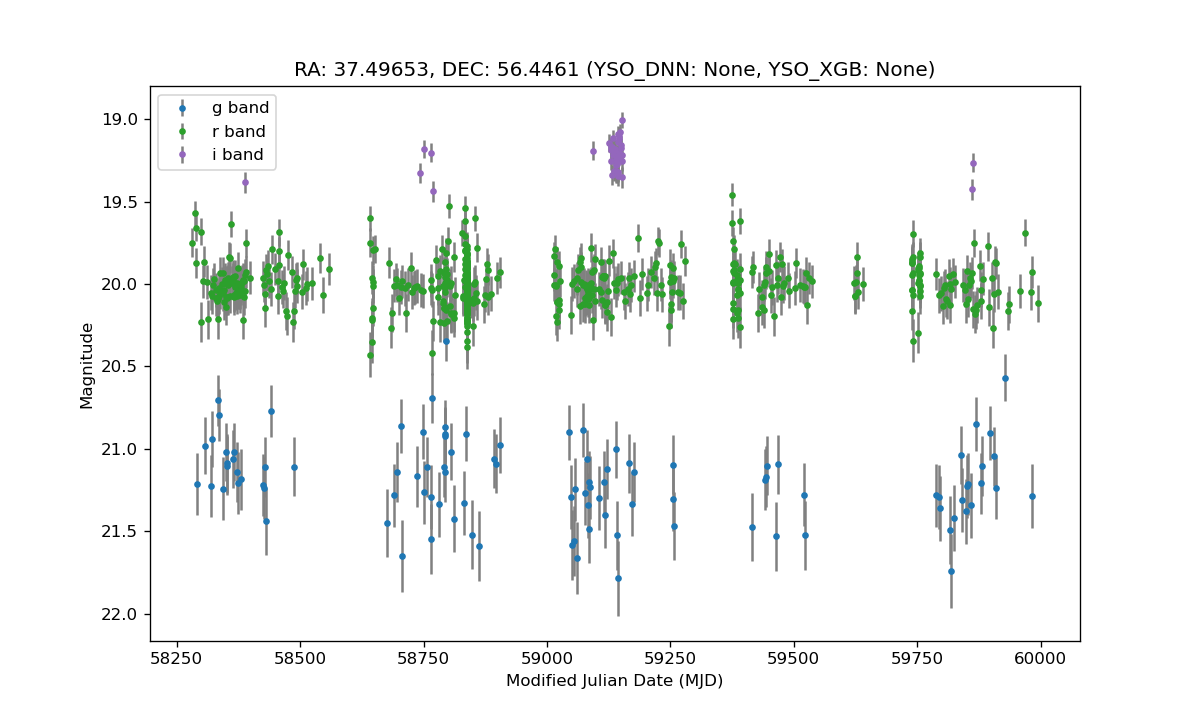 RA: 37.49653, DEC: 56.4461 (YSO_DNN: None, YSO_XGB: None)
g band
r band
i band
19.0
19.5
20.0
20.5
21.0
21.5
22.0
Magnitude
58250 58500 58750 59000 59250 59500 59750 60000
Modified Julian Date (MJD)